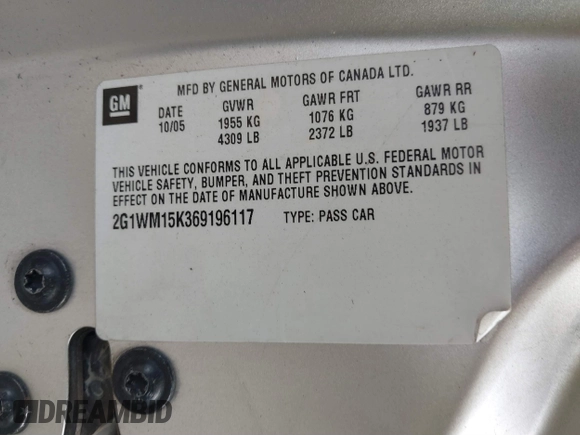 MFD BY GENERAL MOTORS OF CANADA LTD.
GM
DATE GVWR GAWR FRT GAWR RR
10/05 1955 KG 1076 KG 879 KG
4309 LB 2372 LB 1937 LB
THIS VEHICLE CONFORMS TO ALL APPLICABLE U.S. FEDERAL MOTOR
VEHICLE SAFETY, BUMPER, AND THEFT PREVENTION STANDARDS IN
EFFECT ON THE DATE OF MANUFACTURE SHOWN ABOVE.
2G1WM15K369196117 TYPE: PASS CAR
DREAMBID